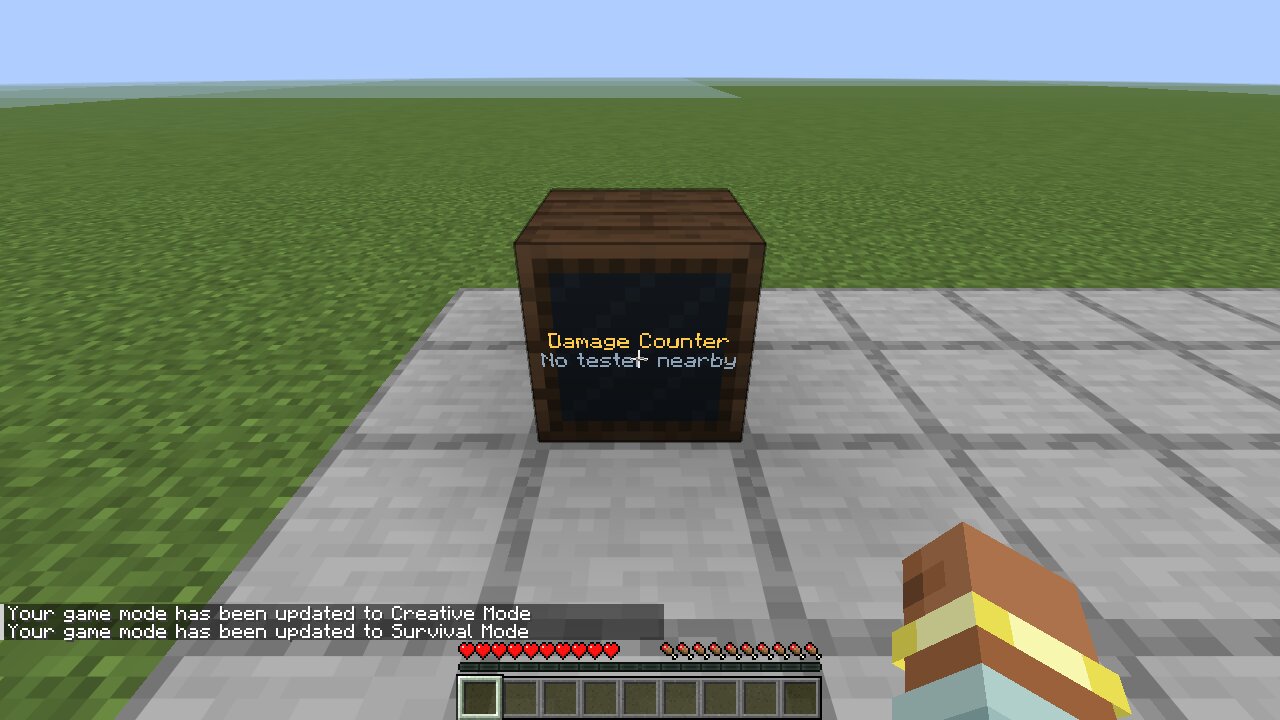 Damage Counter
No tester nearby
Your game mode has been updated to Creative Mode
Your game mode has been updated to Survival Mode